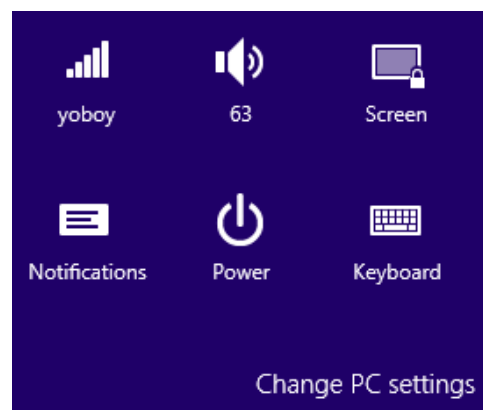 yoboy
63
Screen
Notifications
Power
Keyboard
Change PC settings